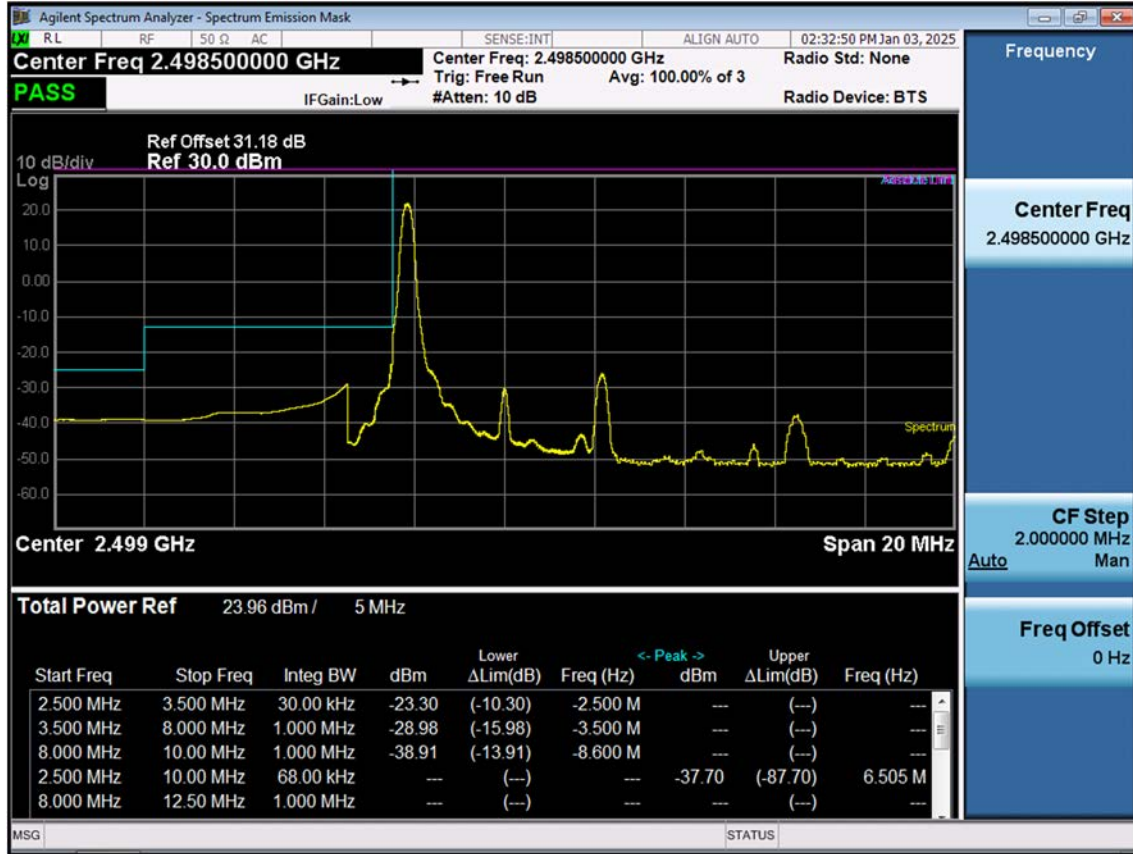 Agilent Spectrum Analyzer - Spectrum Emission Mask
LXI RL RF 50 Ω AC SENSE:INT ALIGN AUTO 02:32:50 PM Jan 03, 2025
Center Freq 2.498500000 GHz
Center Freq: 2.498500000 GHz Radio Std: None
Trig: Free Run Avg: 100.00% of 3
PASS IFGain:Low #Atten: 10 dB Radio Device: BTS
Ref Offset 31.18 dB
10 dB/div Ref 30.0 dBm
Log
20.0
10.0
0.00
-10.0
-20.0
-30.0
-40.0
-50.0
-60.0
Spectrum
Center 2.499 GHz Span 20 MHz
Total Power Ref 23.96 dBm / 5 MHz
Lower <- Peak -> Upper
Start Freq Stop Freq Integ BW dBm ΔLim(dB) Freq (Hz) dBm ΔLim(dB) Freq (Hz)
2.500 MHz 3.500 MHz 30.00 kHz -23.30 (-10.30) -2.500 M --- (---) ---
3.500 MHz 8.000 MHz 1.000 MHz -28.98 (-15.98) -3.500 M --- (---) ---
8.000 MHz 10.00 MHz 1.000 MHz -38.91 (-13.91) -8.600 M --- (---) ---
2.500 MHz 10.00 MHz 68.00 kHz --- (---) --- -37.70 (-87.70) 6.505 M
8.000 MHz 12.50 MHz 1.000 MHz --- (---) --- --- (---) ---
MSG STATUS
Frequency
Center Freq
2.498500000 GHz
CF Step
2.000000 MHz
Auto Man
Freq Offset
0 Hz